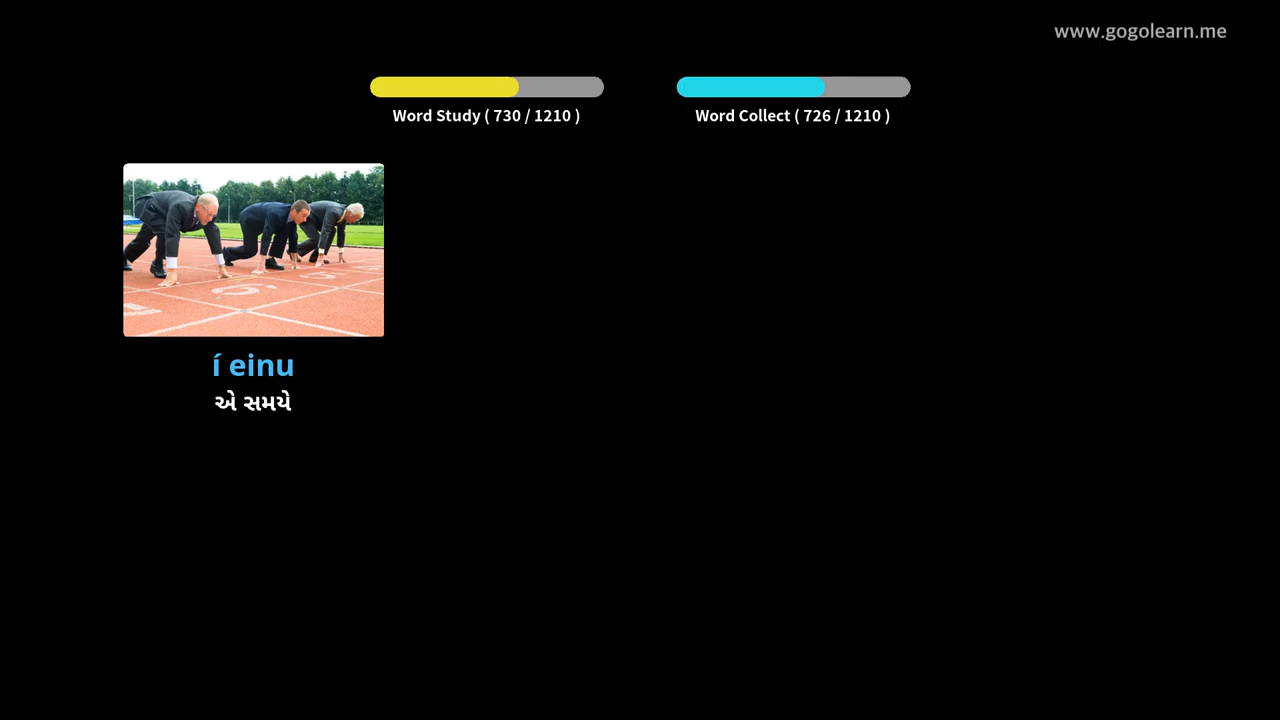 www.gogolearn.me
Word Study ( 730 / 1210 )
Word Collect ( 726 / 1210 )
í einu
એ સમયે